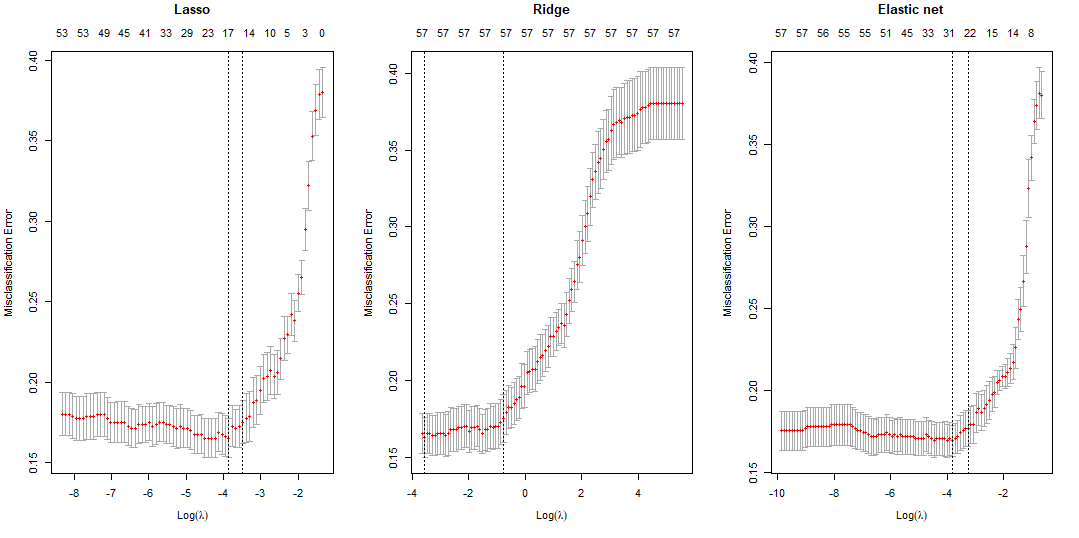 Lasso
53 53 49 45 41 33 29 23 17 14 10 5 3 0
Misclassification Error
0.40
0.35
0.30
0.25
0.20
0.15
-8 -7 -6 -5 -4 -3 -2
Log(λ)
Ridge
57 57 57 57 57 57 57 57 57 57 57 57 57
Misclassification Error
0.40
0.35
0.30
0.25
0.20
0.15
-4 -2 0 2 4
Log(λ)
Elastic net
57 57 56 55 55 51 45 33 31 22 15 14 8
Misclassification Error
0.40
0.35
0.30
0.25
0.20
0.15
-10 -8 -6 -4 -2
Log(λ)